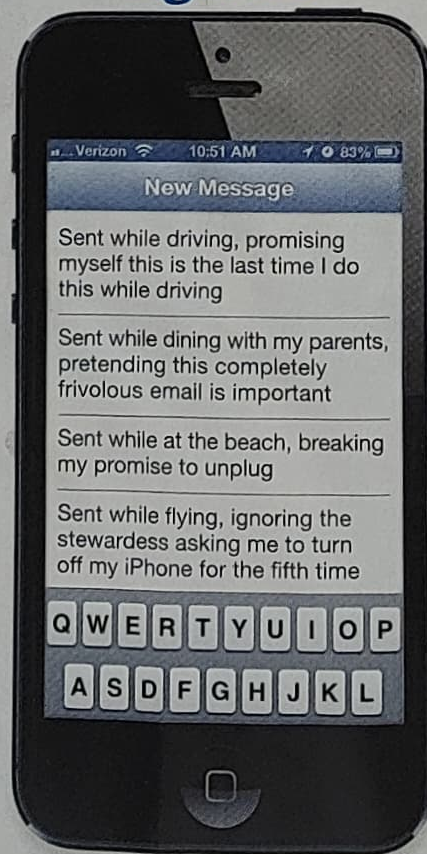 Verizon 10:51 AM 83%
New Message
Sent while driving, promising
myself this is the last time I do
this while driving
Sent while dining with my parents,
pretending this completely
frivolous email is important
Sent while at the beach, breaking
my promise to unplug
Sent while flying, ignoring the
stewardess asking me to turn
off my iPhone for the fifth time
Q W E R T Y U I O P
A S D F G H J K L